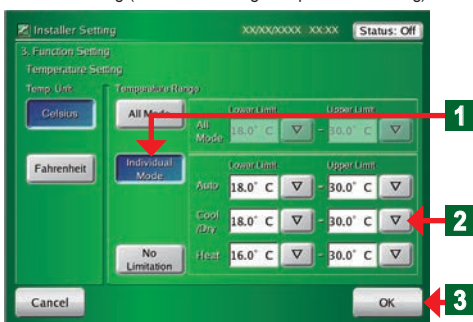 Installer Setting XX/XX/XXXX XX:XX Status: Off
3. Function Setting
Temperature Setting
Temp. Unit Temperature Range
Celsius
Fahrenheit
All Mode
Lower Limit Upper Limit
All Mode 18.0° C ▽ - 30.0° C ▽
1
Individual Mode
Lower Limit Upper Limit
Auto 18.0° C ▽ - 30.0° C ▽
Cool /Dry 18.0° C ▽ - 30.0° C ▽
2
No Limitation
Heat 16.0° C ▽ - 30.0° C ▽
Cancel OK
3